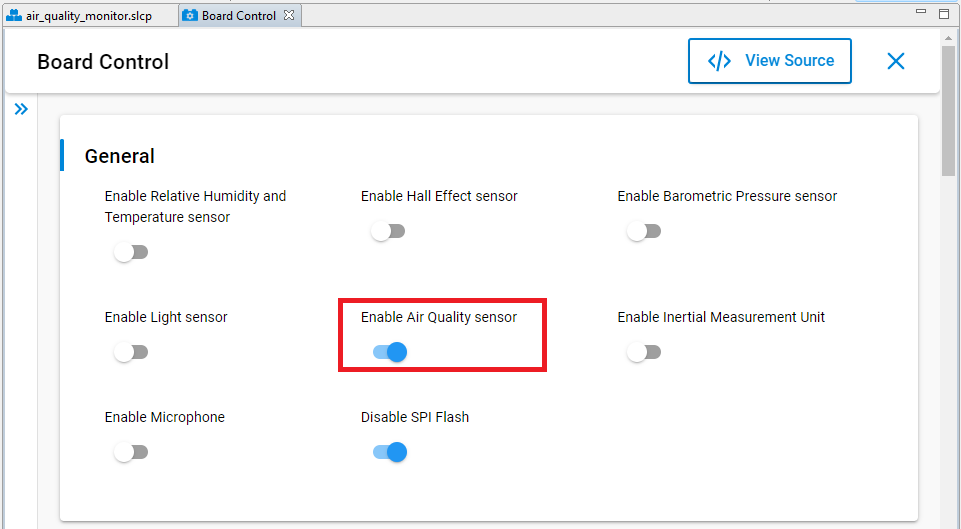 air_quality_monitor.slcp
Board Control
Board Control
View Source
General
Enable Relative Humidity and
Temperature sensor
Enable Hall Effect sensor
Enable Barometric Pressure sensor
Enable Light sensor
Enable Air Quality sensor
Enable Inertial Measurement Unit
Enable Microphone
Disable SPI Flash